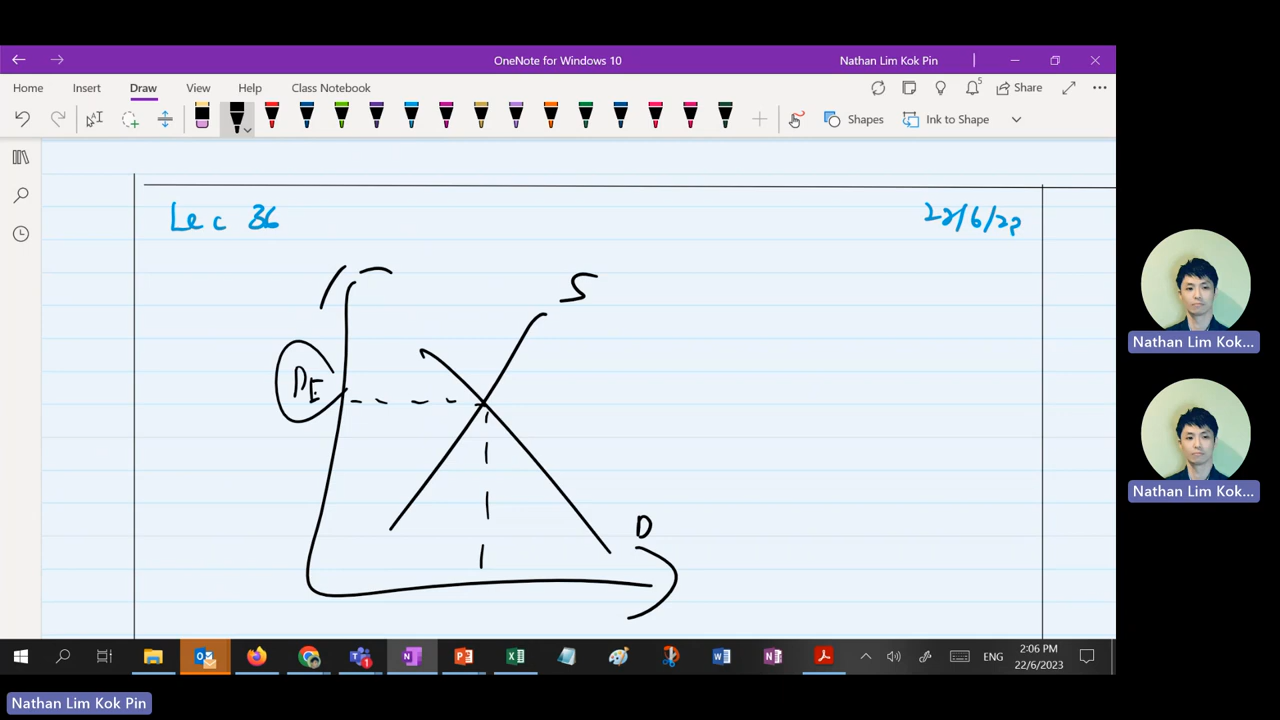 OneNote for Windows 10
Nathan Lim Kok Pin
Home Insert Draw View Help Class Notebook
5
Share
Shapes
Ink to Shape
Lec 36
22/6/23
S
PE
D
Nathan Lim Kok...
Nathan Lim Kok...
1
ENG
2:06 PM
22/6/2023
Nathan Lim Kok Pin